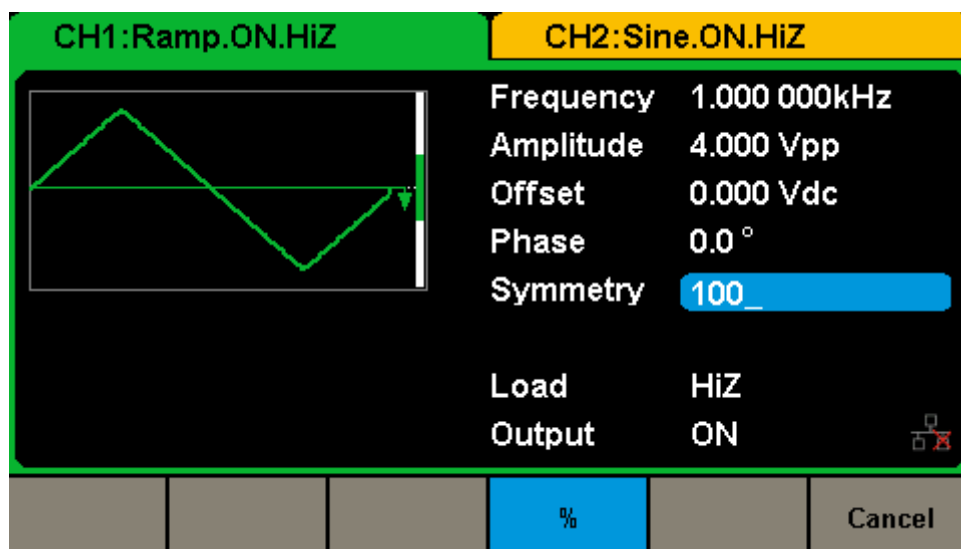 CH1:Ramp.ON.HiZ CH2:Sine.ON.HiZ
Frequency 1.000 000kHz
Amplitude 4.000 Vpp
Offset 0.000 Vdc
Phase 0.0 °
Symmetry 100_
Load HiZ
Output ON
% Cancel